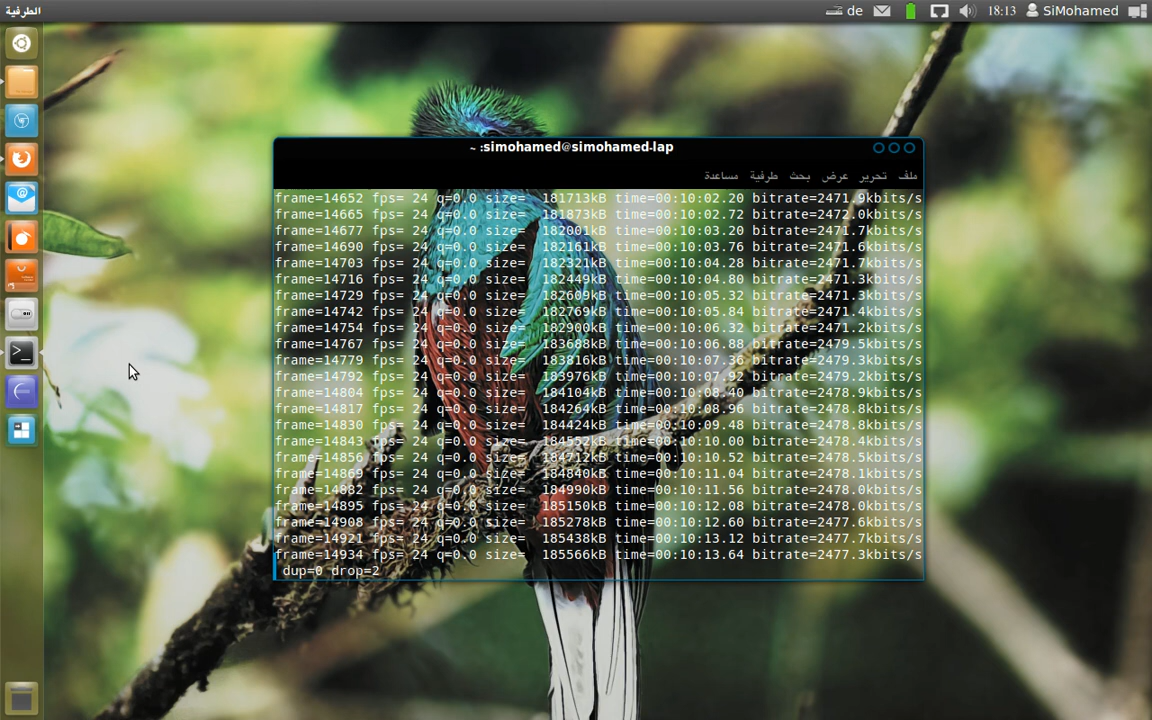 الطرفية
de
18:13
SiMohamed
~ :simohamed@simohamed-lap
ملف تحرير عرض بحث طرفية مساعدة
frame=14652 fps= 24 q=0.0 size=  181713kB time=00:10:02.20 bitrate=2471.9kbits/s
frame=14665 fps= 24 q=0.0 size=  181873kB time=00:10:02.72 bitrate=2472.0kbits/s
frame=14677 fps= 24 q=0.0 size=  182001kB time=00:10:03.20 bitrate=2471.7kbits/s
frame=14690 fps= 24 q=0.0 size=  182161kB time=00:10:03.76 bitrate=2471.6kbits/s
frame=14703 fps= 24 q=0.0 size=  182321kB time=00:10:04.28 bitrate=2471.7kbits/s
frame=14716 fps= 24 q=0.0 size=  182449kB time=00:10:04.80 bitrate=2471.3kbits/s
frame=14729 fps= 24 q=0.0 size=  182609kB time=00:10:05.32 bitrate=2471.3kbits/s
frame=14742 fps= 24 q=0.0 size=  182769kB time=00:10:05.84 bitrate=2471.4kbits/s
frame=14754 fps= 24 q=0.0 size=  182900kB time=00:10:06.32 bitrate=2471.2kbits/s
frame=14767 fps= 24 q=0.0 size=  183688kB time=00:10:06.88 bitrate=2479.5kbits/s
frame=14779 fps= 24 q=0.0 size=  183816kB time=00:10:07.36 bitrate=2479.3kbits/s
frame=14792 fps= 24 q=0.0 size=  183976kB time=00:10:07.92 bitrate=2479.2kbits/s
frame=14804 fps= 24 q=0.0 size=  184104kB time=00:10:08.40 bitrate=2478.9kbits/s
frame=14817 fps= 24 q=0.0 size=  184264kB time=00:10:08.96 bitrate=2478.8kbits/s
frame=14830 fps= 24 q=0.0 size=  184424kB time=00:10:09.48 bitrate=2478.8kbits/s
frame=14843 fps= 24 q=0.0 size=  184552kB time=00:10:10.00 bitrate=2478.4kbits/s
frame=14856 fps= 24 q=0.0 size=  184712kB time=00:10:10.52 bitrate=2478.5kbits/s
frame=14869 fps= 24 q=0.0 size=  184840kB time=00:10:11.04 bitrate=2478.1kbits/s
frame=14882 fps= 24 q=0.0 size=  184990kB time=00:10:11.56 bitrate=2478.0kbits/s
frame=14895 fps= 24 q=0.0 size=  185150kB time=00:10:12.08 bitrate=2478.0kbits/s
frame=14908 fps= 24 q=0.0 size=  185278kB time=00:10:12.60 bitrate=2477.6kbits/s
frame=14921 fps= 24 q=0.0 size=  185438kB time=00:10:13.12 bitrate=2477.7kbits/s
frame=14934 fps= 24 q=0.0 size=  185566kB time=00:10:13.64 bitrate=2477.3kbits/s
dup=0 drop=2